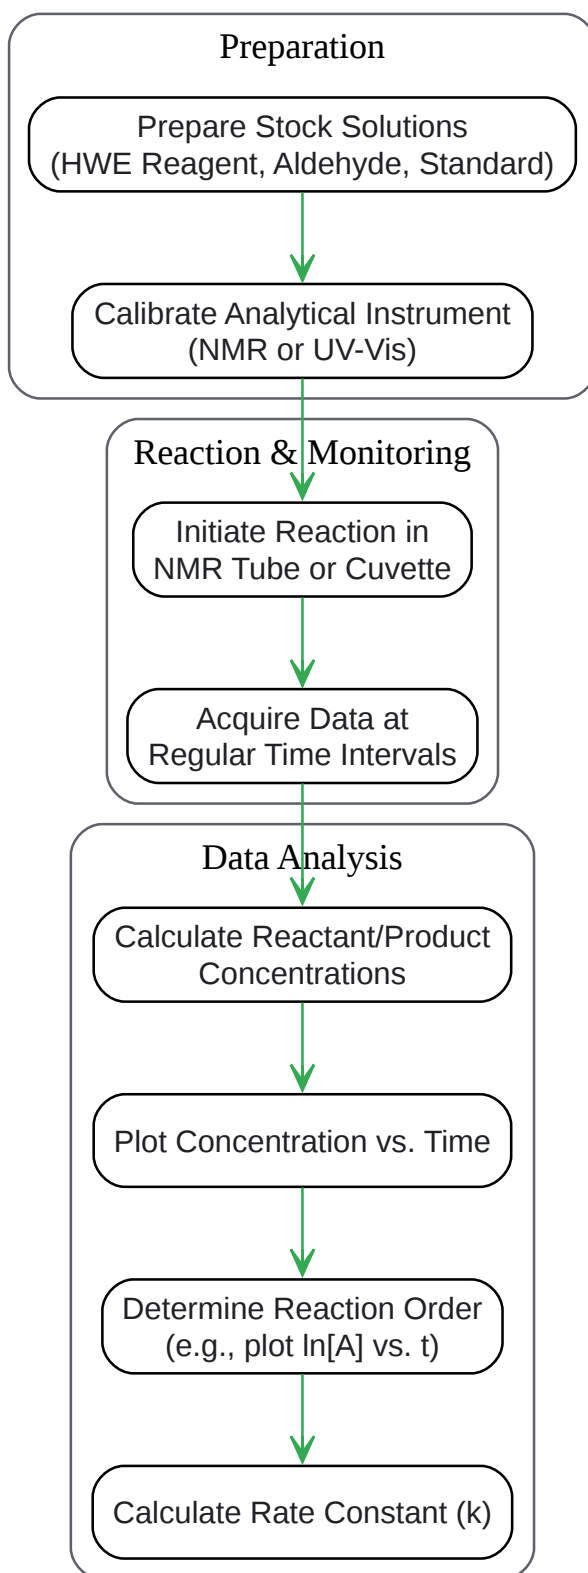 Preparation
Prepare Stock Solutions
(HWE Reagent, Aldehyde, Standard)
Calibrate Analytical Instrument
(NMR or UV-Vis)
Reaction & Monitoring
Initiate Reaction in
NMR Tube or Cuvette
Acquire Data at
Regular Time Intervals
Data Analysis
Calculate Reactant/Product
Concentrations
Plot Concentration vs. Time
Determine Reaction Order
(e.g., plot ln[A] vs. t)
Calculate Rate Constant (k)